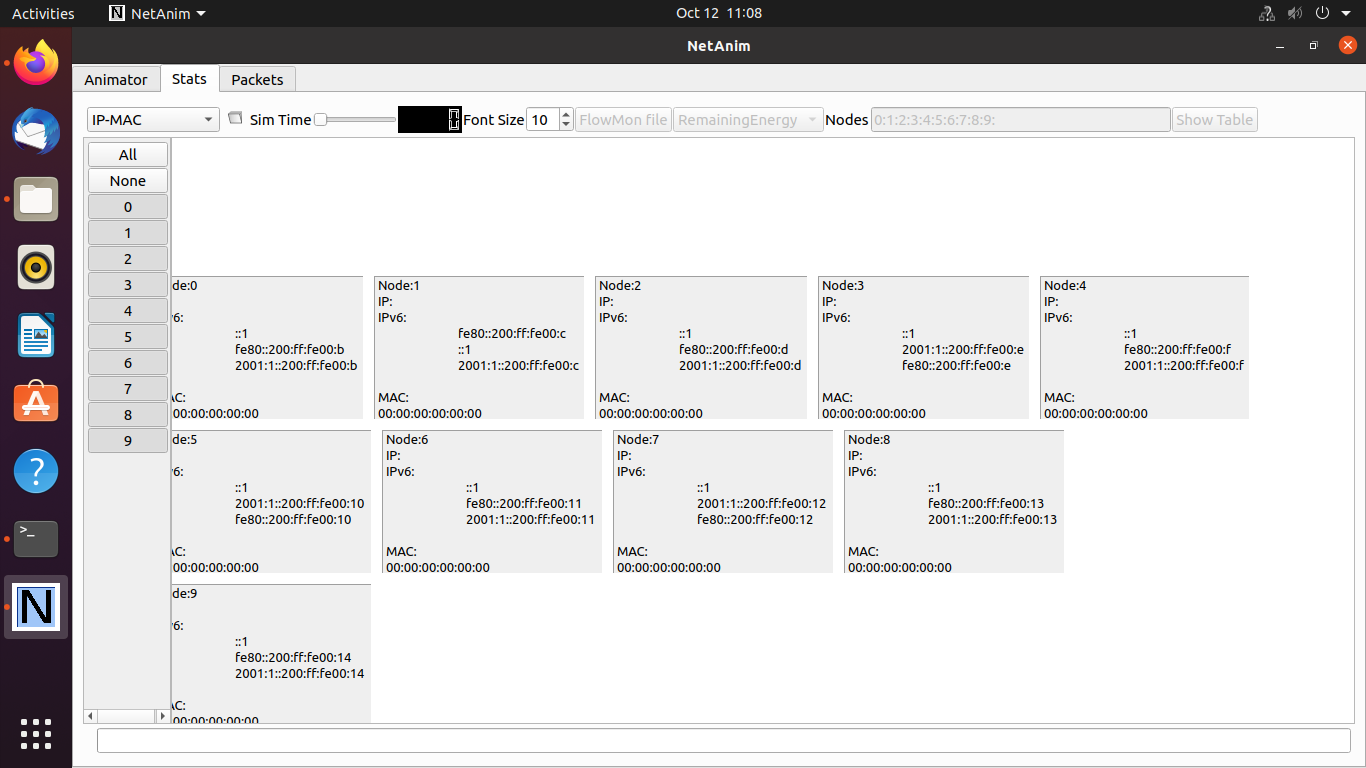 Activities NetAnim Oct 12 11:08
NetAnim
Animator Stats Packets
IP-MAC Sim Time 0 Font Size 10 FlowMon file RemainingEnergy Nodes 0:1:2:3:4:5:6:7:8:9: Show Table
All
None
0
1
2
3
4
5
6
7
8
9
de:0
v6:
::1
fe80::200:ff:fe00:b
2001:1::200:ff:fe00:b
AC:
00:00:00:00:00:00
Node:1
IP:
IPv6:
fe80::200:ff:fe00:c
::1
2001:1::200:ff:fe00:c
MAC:
00:00:00:00:00:00
Node:2
IP:
IPv6:
::1
fe80::200:ff:fe00:d
2001:1::200:ff:fe00:d
MAC:
00:00:00:00:00:00
Node:3
IP:
IPv6:
::1
2001:1::200:ff:fe00:e
fe80::200:ff:fe00:e
MAC:
00:00:00:00:00:00
Node:4
IP:
IPv6:
::1
fe80::200:ff:fe00:f
2001:1::200:ff:fe00:f
MAC:
00:00:00:00:00:00
de:5
v6:
::1
2001:1::200:ff:fe00:10
fe80::200:ff:fe00:10
AC:
00:00:00:00:00:00
Node:6
IP:
IPv6:
::1
fe80::200:ff:fe00:11
2001:1::200:ff:fe00:11
MAC:
00:00:00:00:00:00
Node:7
IP:
IPv6:
::1
2001:1::200:ff:fe00:12
fe80::200:ff:fe00:12
MAC:
00:00:00:00:00:00
Node:8
IP:
IPv6:
::1
fe80::200:ff:fe00:13
2001:1::200:ff:fe00:13
MAC:
00:00:00:00:00:00
de:9
v6:
::1
fe80::200:ff:fe00:14
2001:1::200:ff:fe00:14
AC:
00:00:00:00:00:00